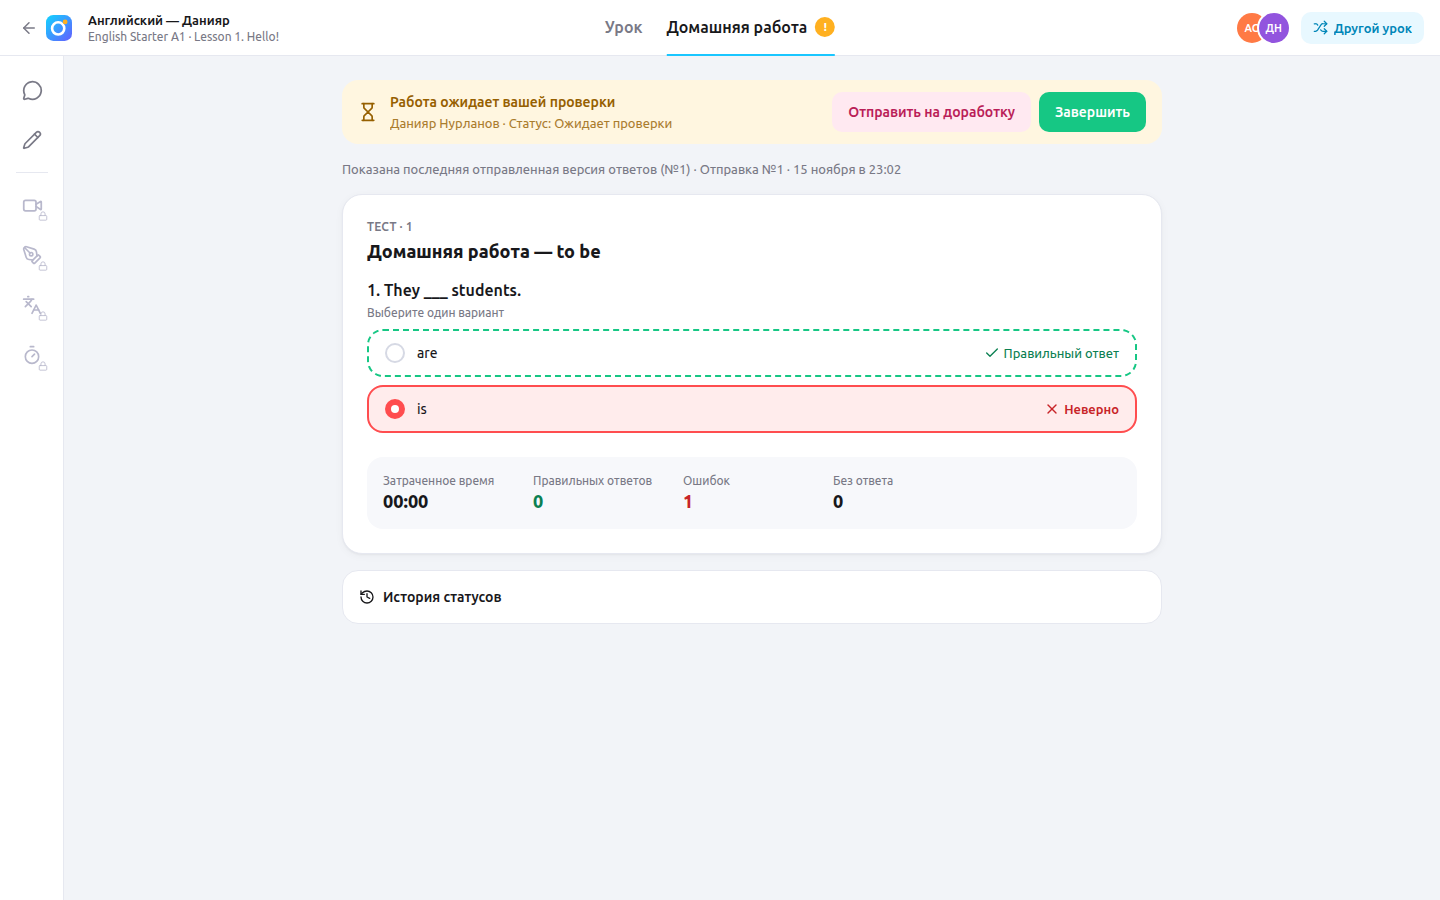 Английский — Данияр
English Starter A1 · Lesson 1. Hello!
Урок
Домашняя работа
!
ДН
Другой урок
Работа ожидает вашей проверки
Данияр Нурланов · Статус: Ожидает проверки
Отправить на доработку
Завершить
Показана последняя отправленная версия ответов (№1) · Отправка №1 · 15 ноября в 23:02
ТЕСТ · 1
Домашняя работа — to be
1. They ___ students.
Выберите один вариант
are
Правильный ответ
is
Неверно
Затраченное время
00:00
Правильных ответов
0
Ошибок
1
Без ответа
0
История статусов